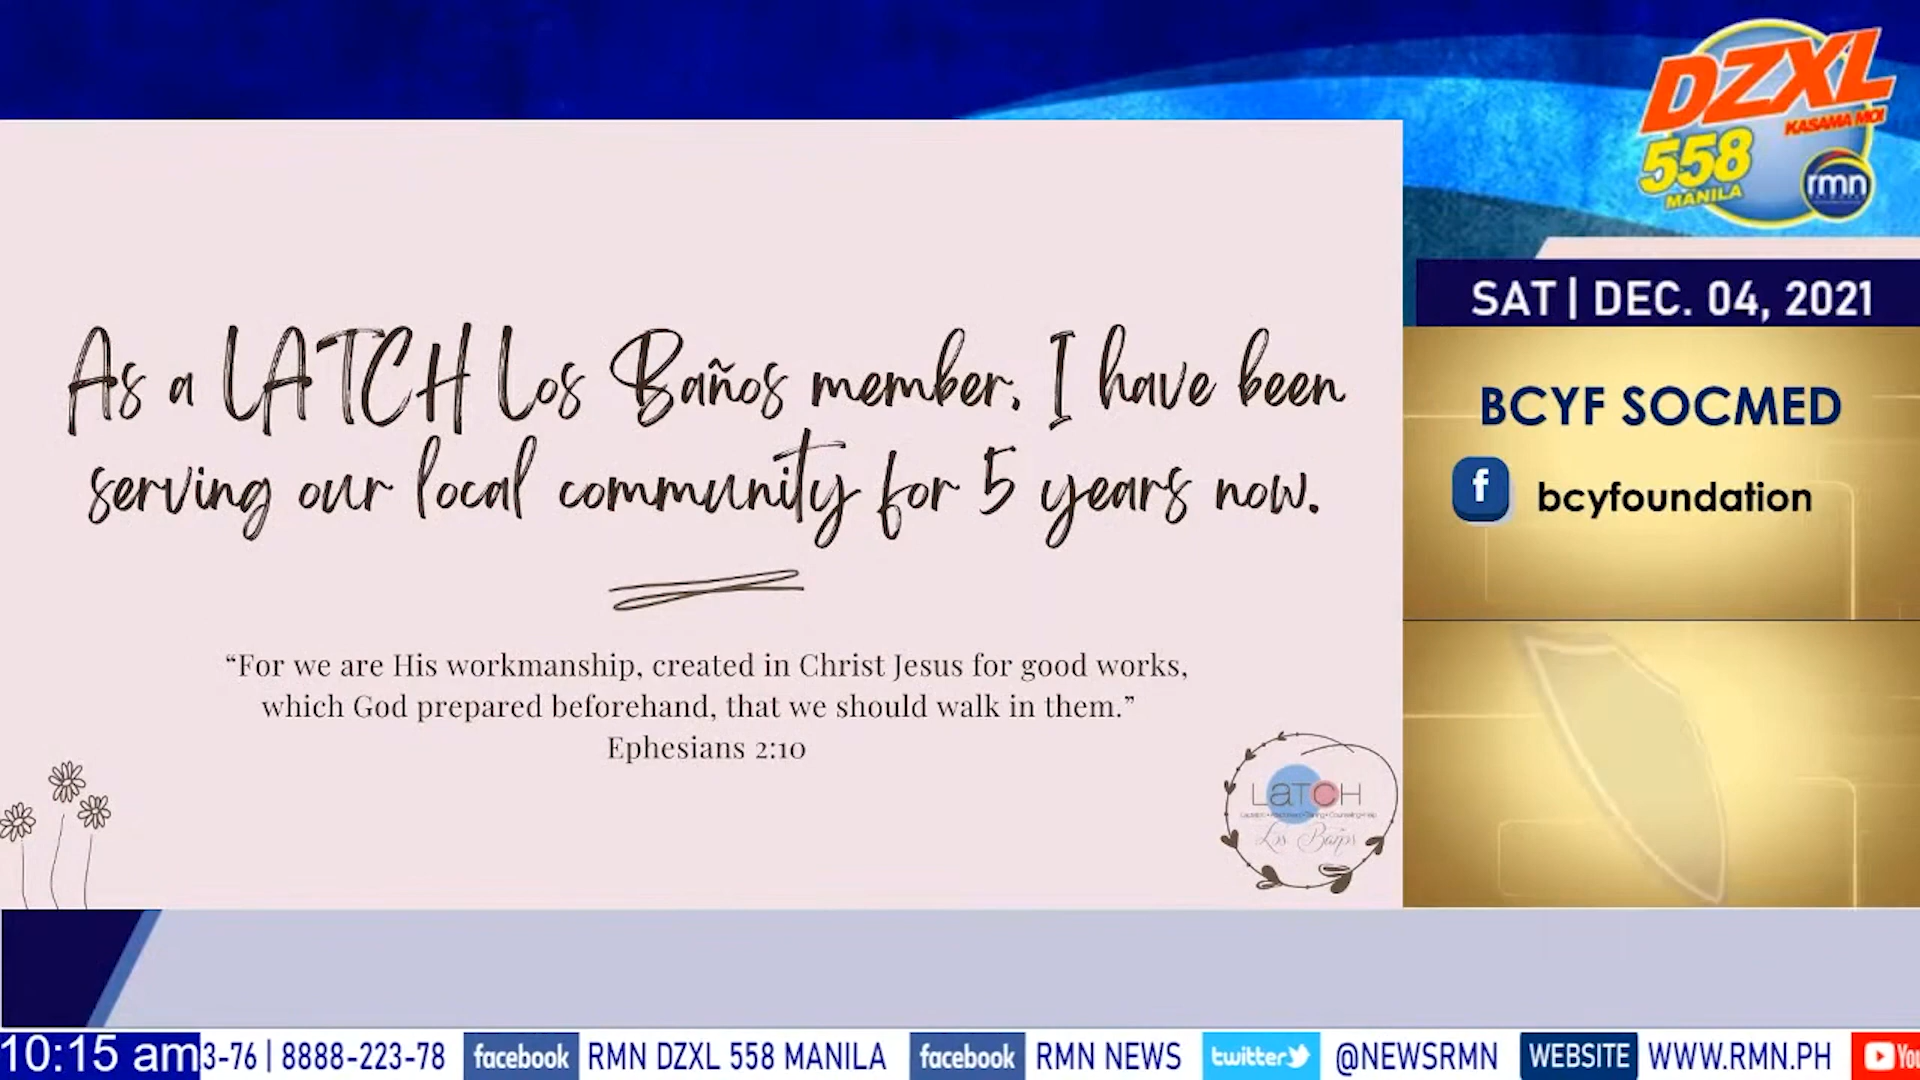 DZXL
KASAMA MO!
558
MANILA
rmn
SAT | DEC. 04, 2021
As a LATCH Los Baños member, I have been
serving our local community for 5 years now.
“For we are His workmanship, created in Christ Jesus for good works,
which God prepared beforehand, that we should walk in them.”
Ephesians 2:10
LaTCH
Los Baños
BCYF SOCMED
f bcyfoundation
10:15 am 3-76 | 8888-223-78 facebook RMN DZXL 558 MANILA facebook RMN NEWS twitter @NEWSRMN WEBSITE WWW.RMN.PH You